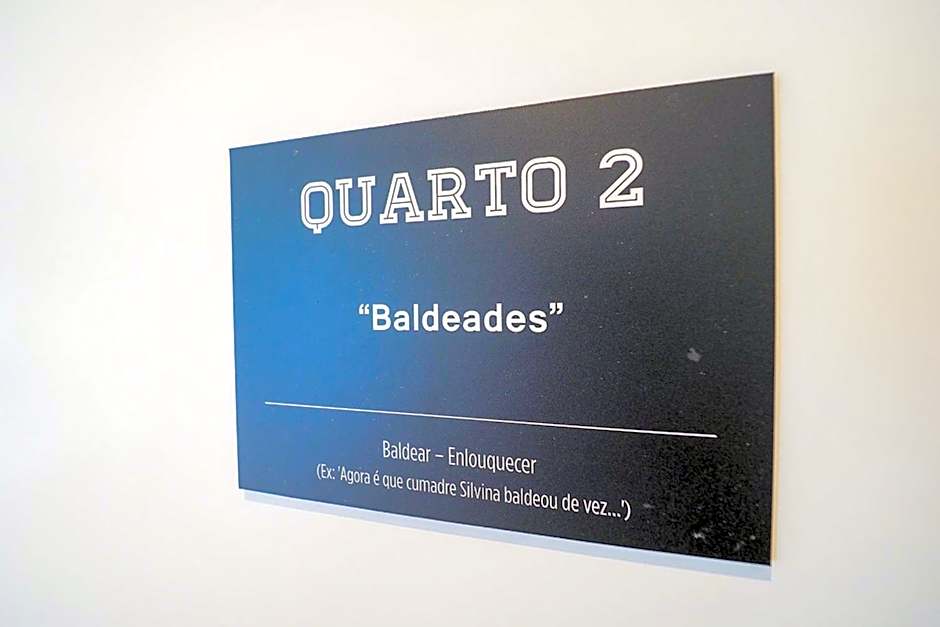 QUARTO 2
“Baldeades”
Baldear – Enlouquecer
(Ex: 'Agora é que cumadre Silvina baldeou de vez...')